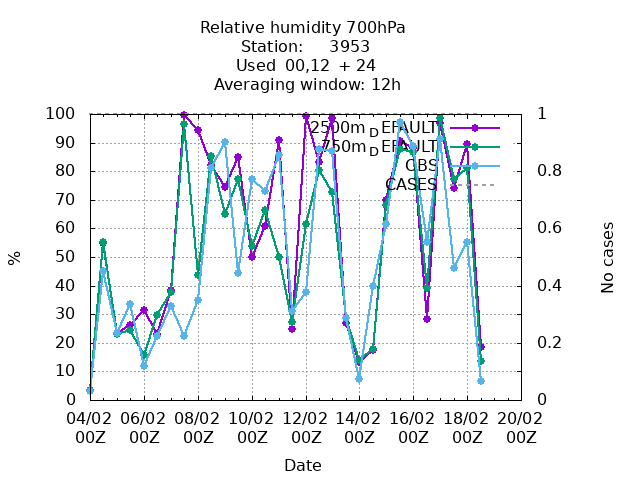 Relative humidity 700hPa
Station: 3953
Used 00,12 + 24
Averaging window: 12h
100 1
2500m DEFAULT
90
750m DEFAULT
OBS
80 0.8
CASES
70
60 0.6
50
%
No cases
40 0.4
30
20 0.2
10
0 0
04/02 06/02 08/02 10/02 12/02 14/02 16/02 18/02 20/02
00Z 00Z 00Z 00Z 00Z 00Z 00Z 00Z 00Z
Date